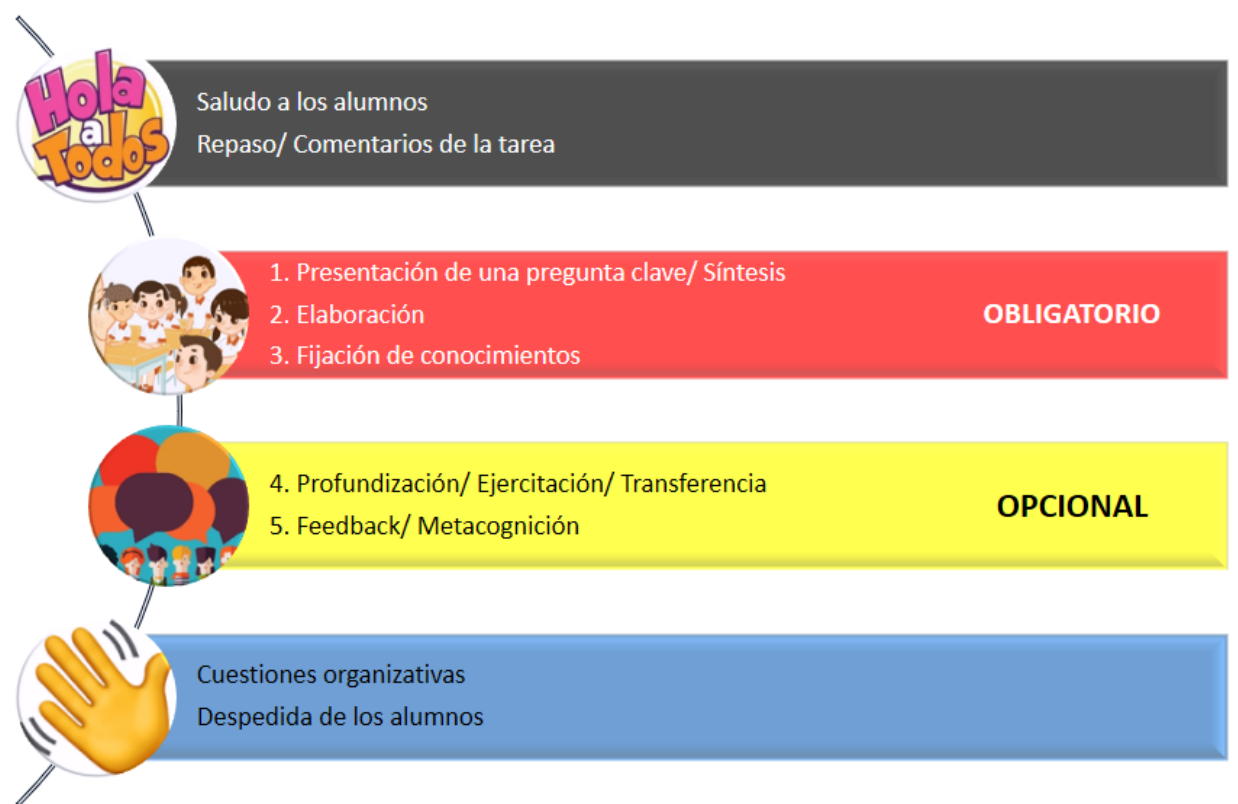 Hola
a
Todos
Saludo a los alumnos
Repaso/ Comentarios de la tarea
1. Presentación de una pregunta clave/ Síntesis
2. Elaboración
3. Fijación de conocimientos
OBLIGATORIO
4. Profundización/ Ejercitación/ Transferencia
5. Feedback/ Metacognición
OPCIONAL
Cuestiones organizativas
Despedida de los alumnos